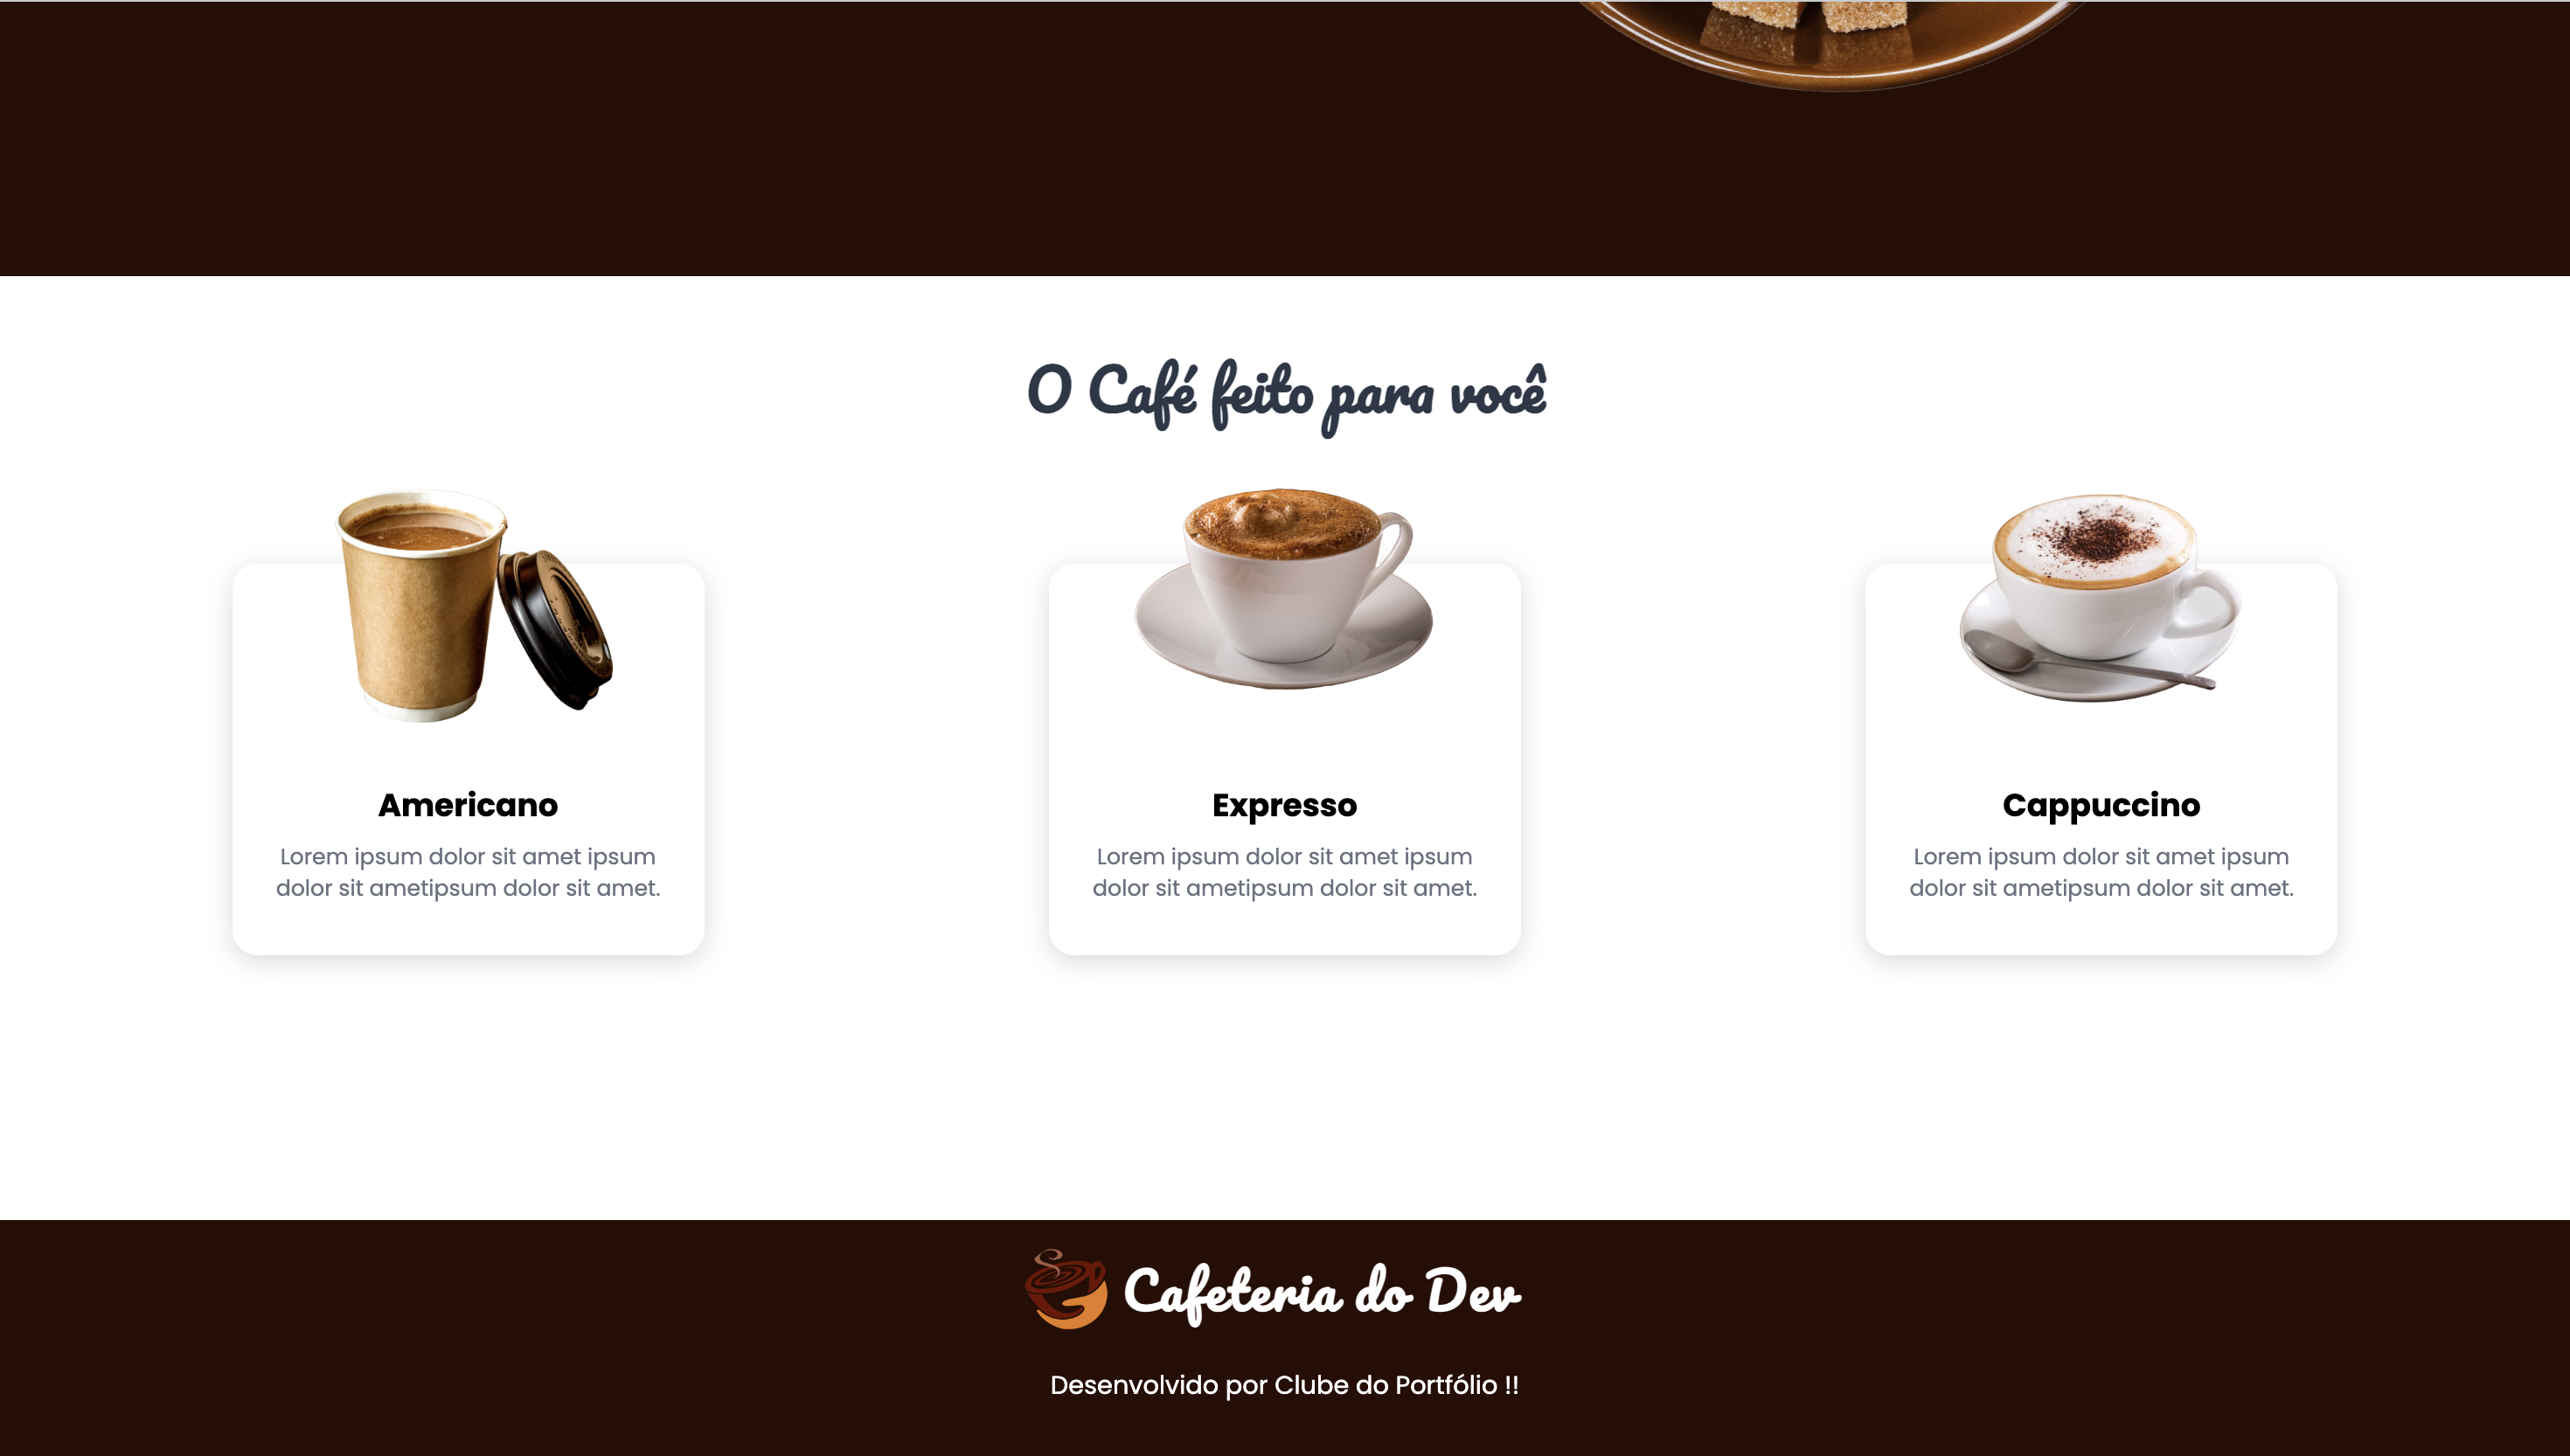 O Café feito para você
Americano
Lorem ipsum dolor sit amet ipsum
dolor sit ametipsum dolor sit amet.
Expresso
Lorem ipsum dolor sit amet ipsum
dolor sit ametipsum dolor sit amet.
Cappuccino
Lorem ipsum dolor sit amet ipsum
dolor sit ametipsum dolor sit amet.
Cafeteria do Dev
Desenvolvido por Clube do Portfólio !!